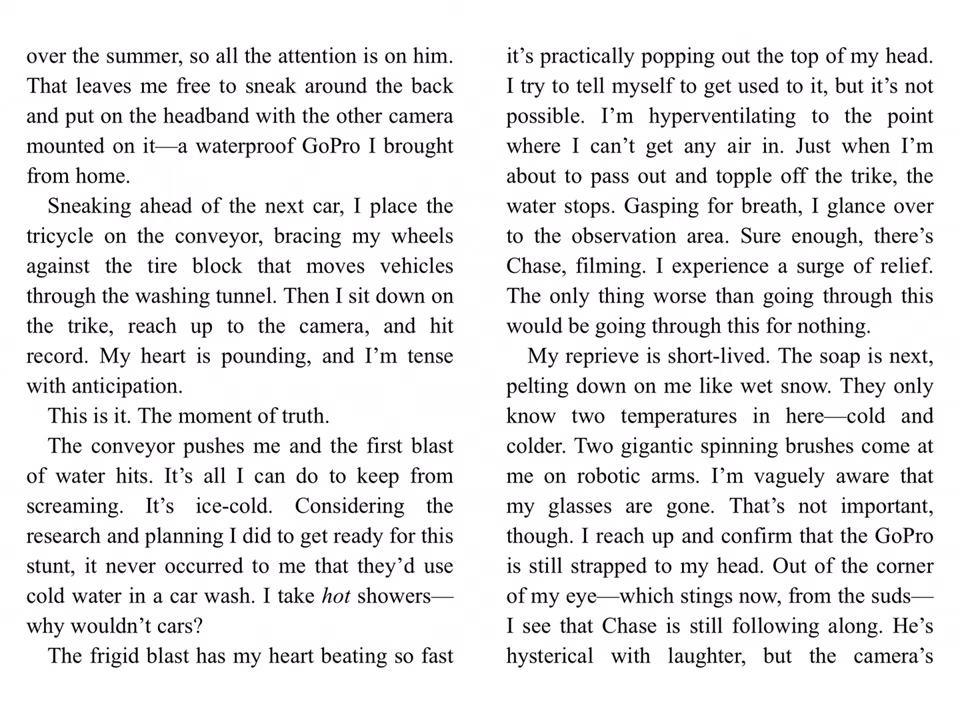 over the summer, so all the attention is on him.
That leaves me free to sneak around the back
and put on the headband with the other camera
mounted on it—a waterproof GoPro I brought
from home.
Sneaking ahead of the next car, I place the
tricycle on the conveyor, bracing my wheels
against the tire block that moves vehicles
through the washing tunnel. Then I sit down on
the trike, reach up to the camera, and hit
record. My heart is pounding, and I’m tense
with anticipation.
This is it. The moment of truth.
The conveyor pushes me and the first blast
of water hits. It’s all I can do to keep from
screaming. It’s ice-cold. Considering the
research and planning I did to get ready for this
stunt, it never occurred to me that they’d use
cold water in a car wash. I take hot showers—
why wouldn’t cars?
The frigid blast has my heart beating so fast
it’s practically popping out the top of my head.
I try to tell myself to get used to it, but it’s not
possible. I’m hyperventilating to the point
where I can’t get any air in. Just when I’m
about to pass out and topple off the trike, the
water stops. Gasping for breath, I glance over
to the observation area. Sure enough, there’s
Chase, filming. I experience a surge of relief.
The only thing worse than going through this
would be going through this for nothing.
My reprieve is short-lived. The soap is next,
pelting down on me like wet snow. They only
know two temperatures in here—cold and
colder. Two gigantic spinning brushes come at
me on robotic arms. I’m vaguely aware that
my glasses are gone. That’s not important,
though. I reach up and confirm that the GoPro
is still strapped to my head. Out of the corner
of my eye—which stings now, from the suds—
I see that Chase is still following along. He’s
hysterical with laughter, but the camera’s